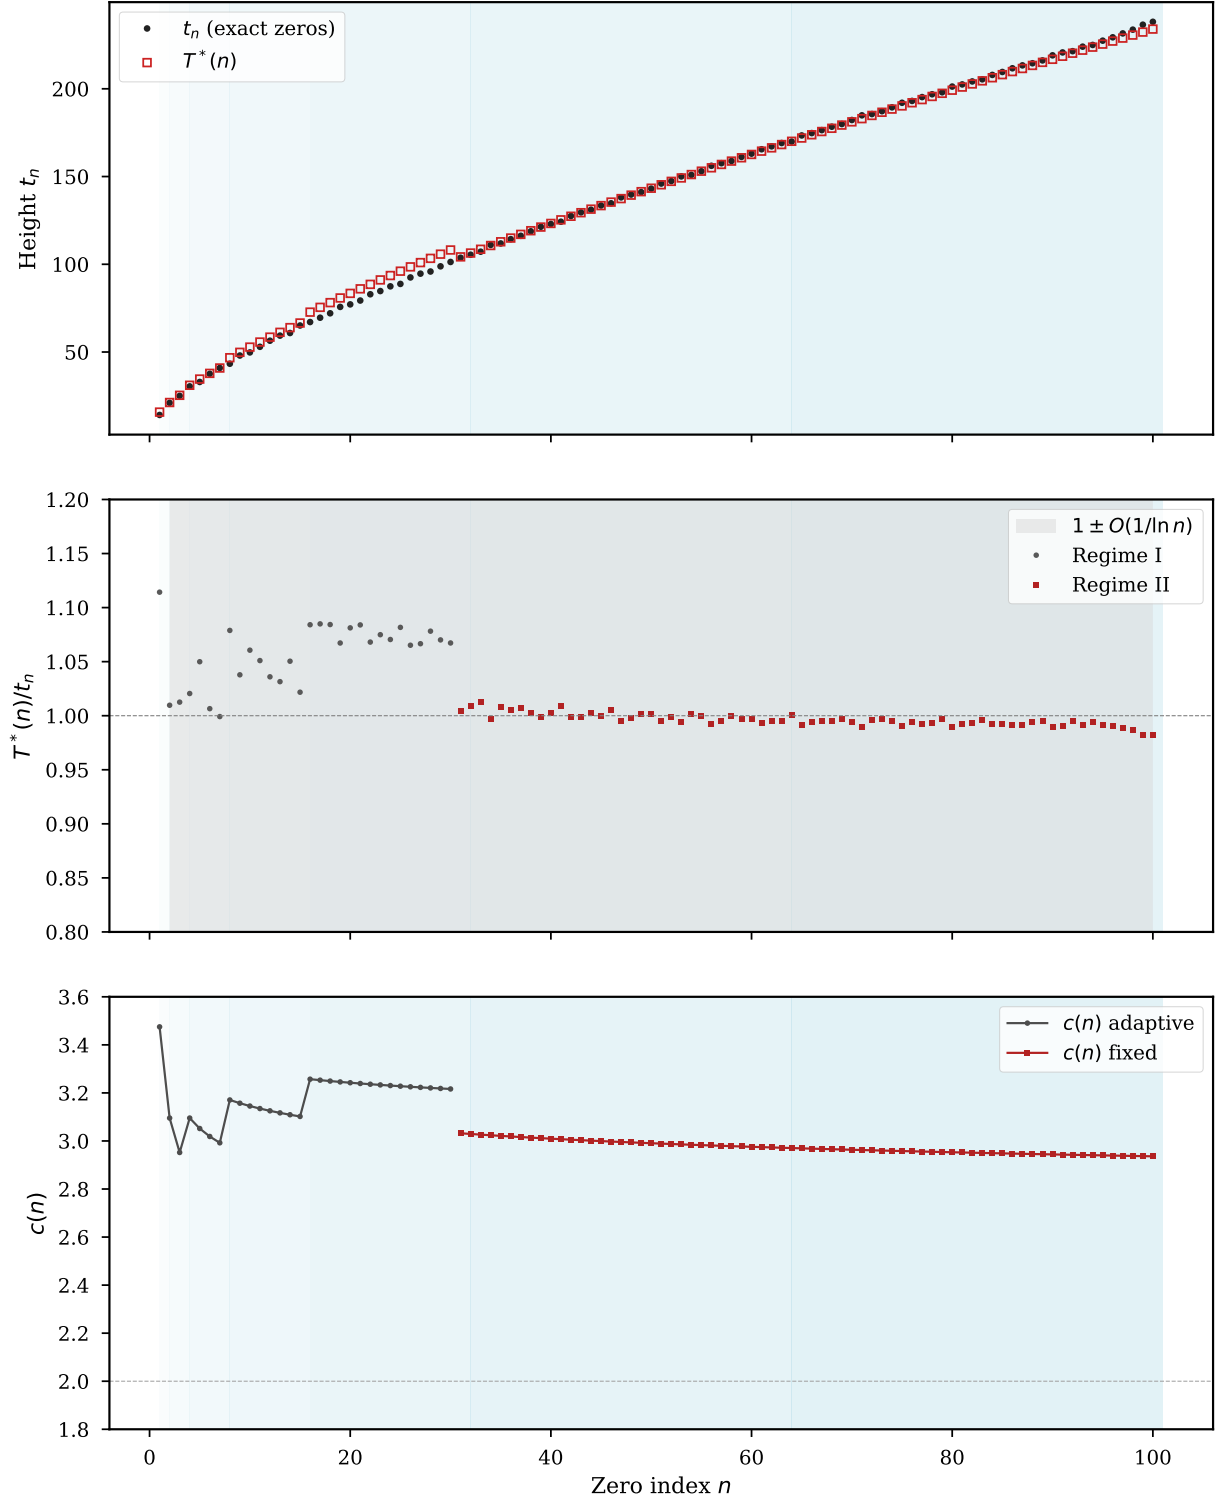 Height $t_n$
200
150
100
50
$t_n$ (exact zeros)
$T^*(n)$
$T^*(n)/t_n$
1.20
1.15
1.10
1.05
1.00
0.95
0.90
0.85
0.80
$1 \pm O(1/\ln n)$
Regime I
Regime II
$c(n)$
3.6
3.4
3.2
3.0
2.8
2.6
2.4
2.2
2.0
1.8
$c(n)$ adaptive
$c(n)$ fixed
0 20 40 60 80 100
Zero index $n$